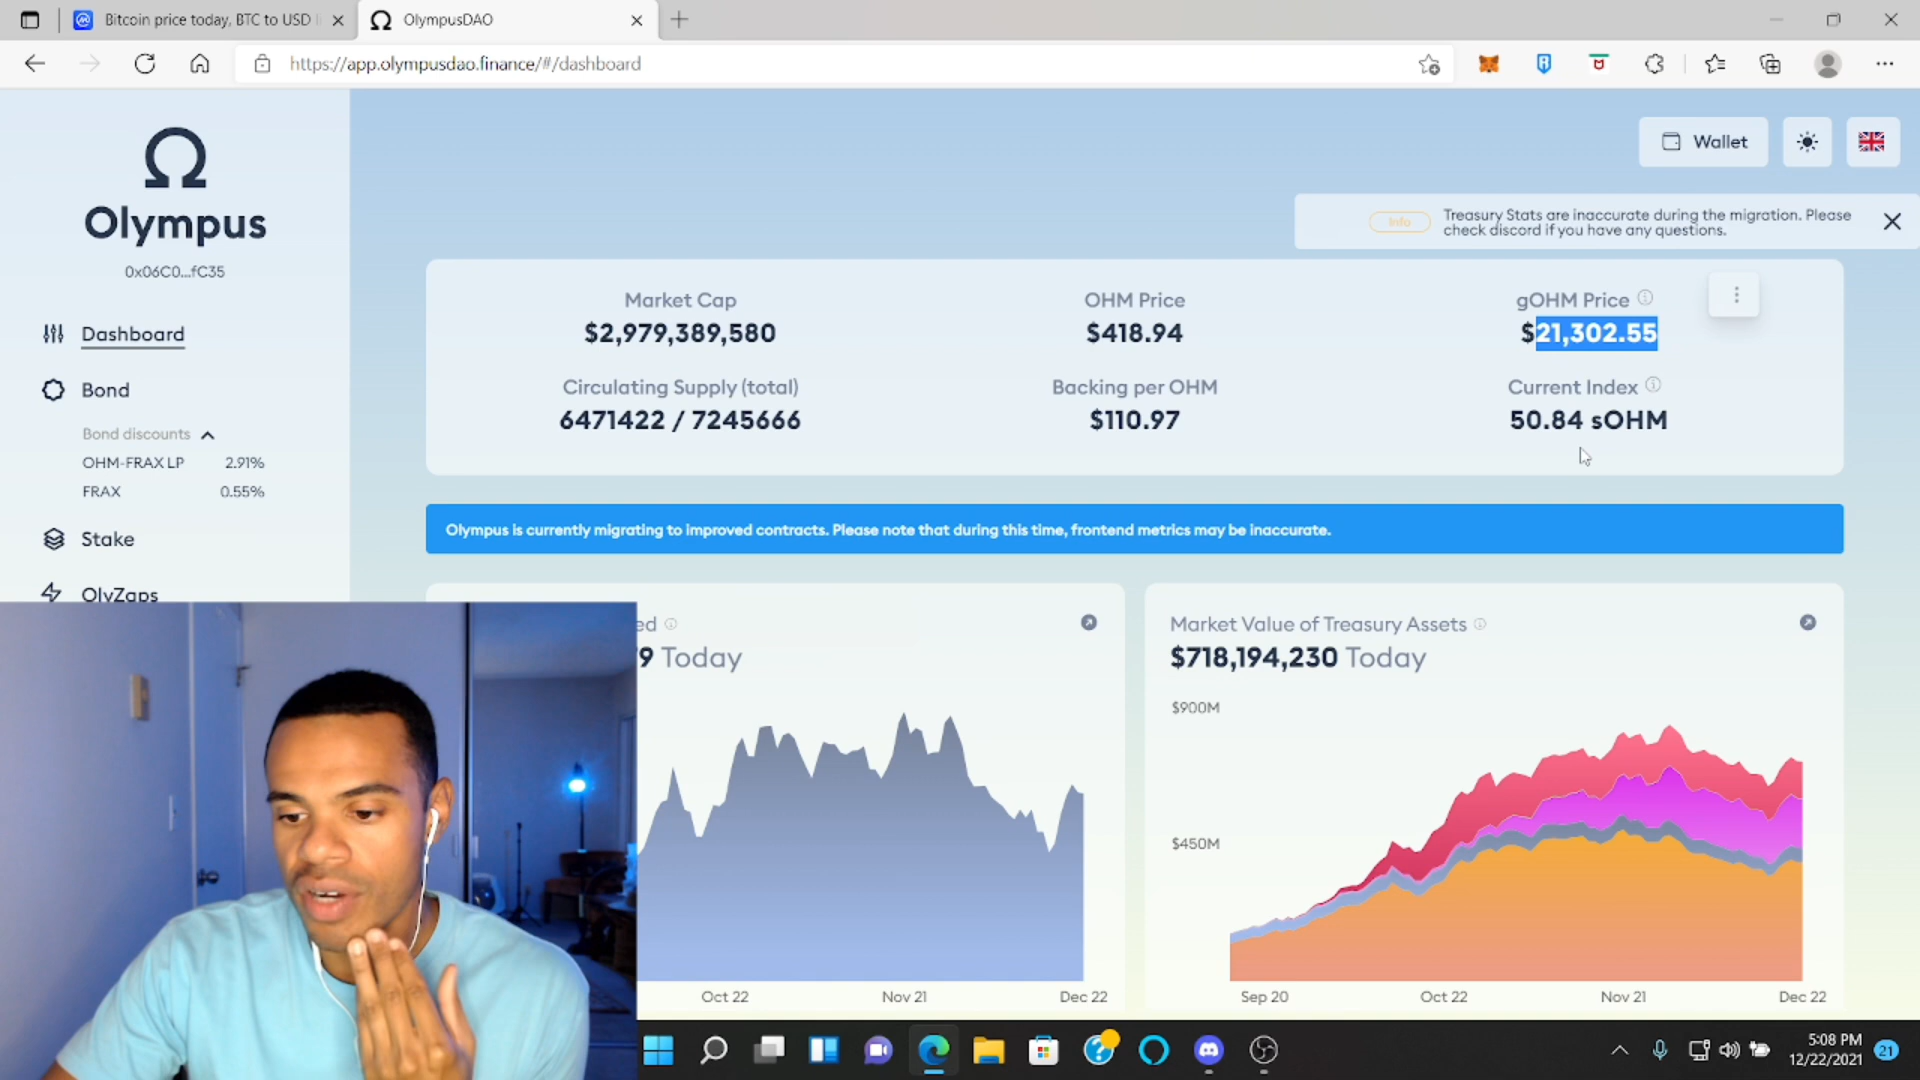 Bitcoin price today, BTC to USD
OlympusDAO
https://app.olympusdao.finance/#/dashboard
Wallet
Olympus
0x06C0...fC35
Info
Treasury Stats are inaccurate during the migration. Please
check discord if you have any questions.
Dashboard
Bond
Bond discounts
OHM-FRAX LP 2.91%
FRAX 0.55%
Stake
OlyZaps
Market Cap
$2,979,389,580
OHM Price
$418.94
gOHM Price
$21,302.55
Circulating Supply (total)
6471422 / 7245666
Backing per OHM
$110.97
Current Index
50.84 sOHM
Olympus is currently migrating to improved contracts. Please note that during this time, frontend metrics may be inaccurate.
ed
9 Today
Oct 22 Nov 21 Dec 22
Market Value of Treasury Assets
$718,194,230 Today
$900M
$450M
Sep 20 Oct 22 Nov 21 Dec 22
5:08 PM
12/22/2021
21